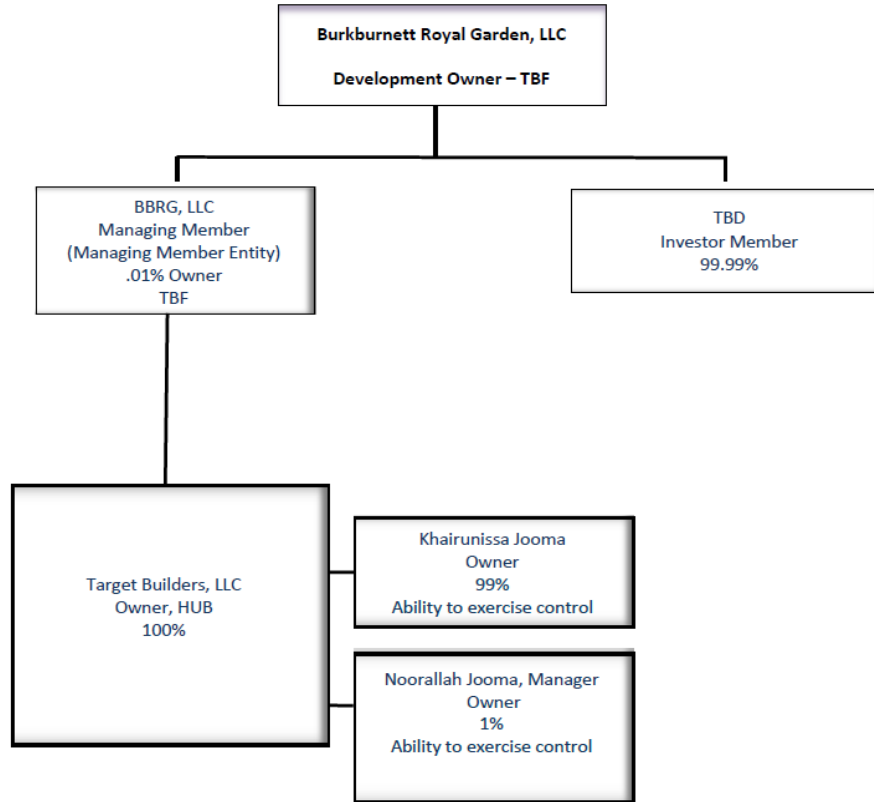 Burkburnett Royal Garden, LLC
Development Owner – TBF
BBRG, LLC
Managing Member
(Managing Member Entity)
.01% Owner
TBF
TBD
Investor Member
99.99%
Target Builders, LLC
Owner, HUB
100%
Khairunissa Jooma
Owner
99%
Ability to exercise control
Noorallah Jooma, Manager
Owner
1%
Ability to exercise control